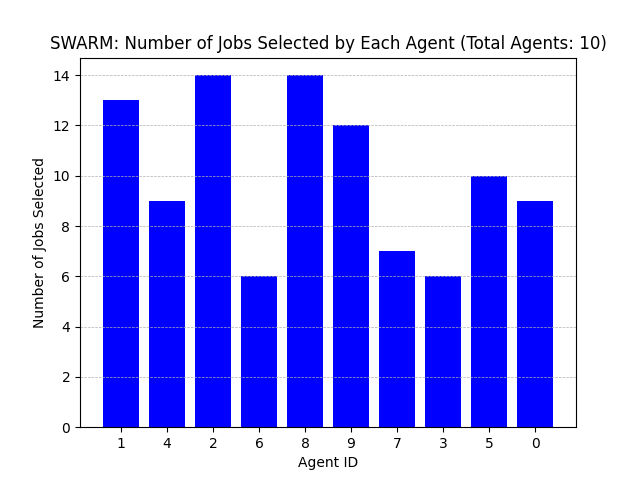 SWARM: Number of Jobs Selected by Each Agent (Total Agents: 10)
Number of Jobs Selected
14
12
10
8
6
4
2
0
1 4 2 6 8 9 7 3 5 0
Agent ID